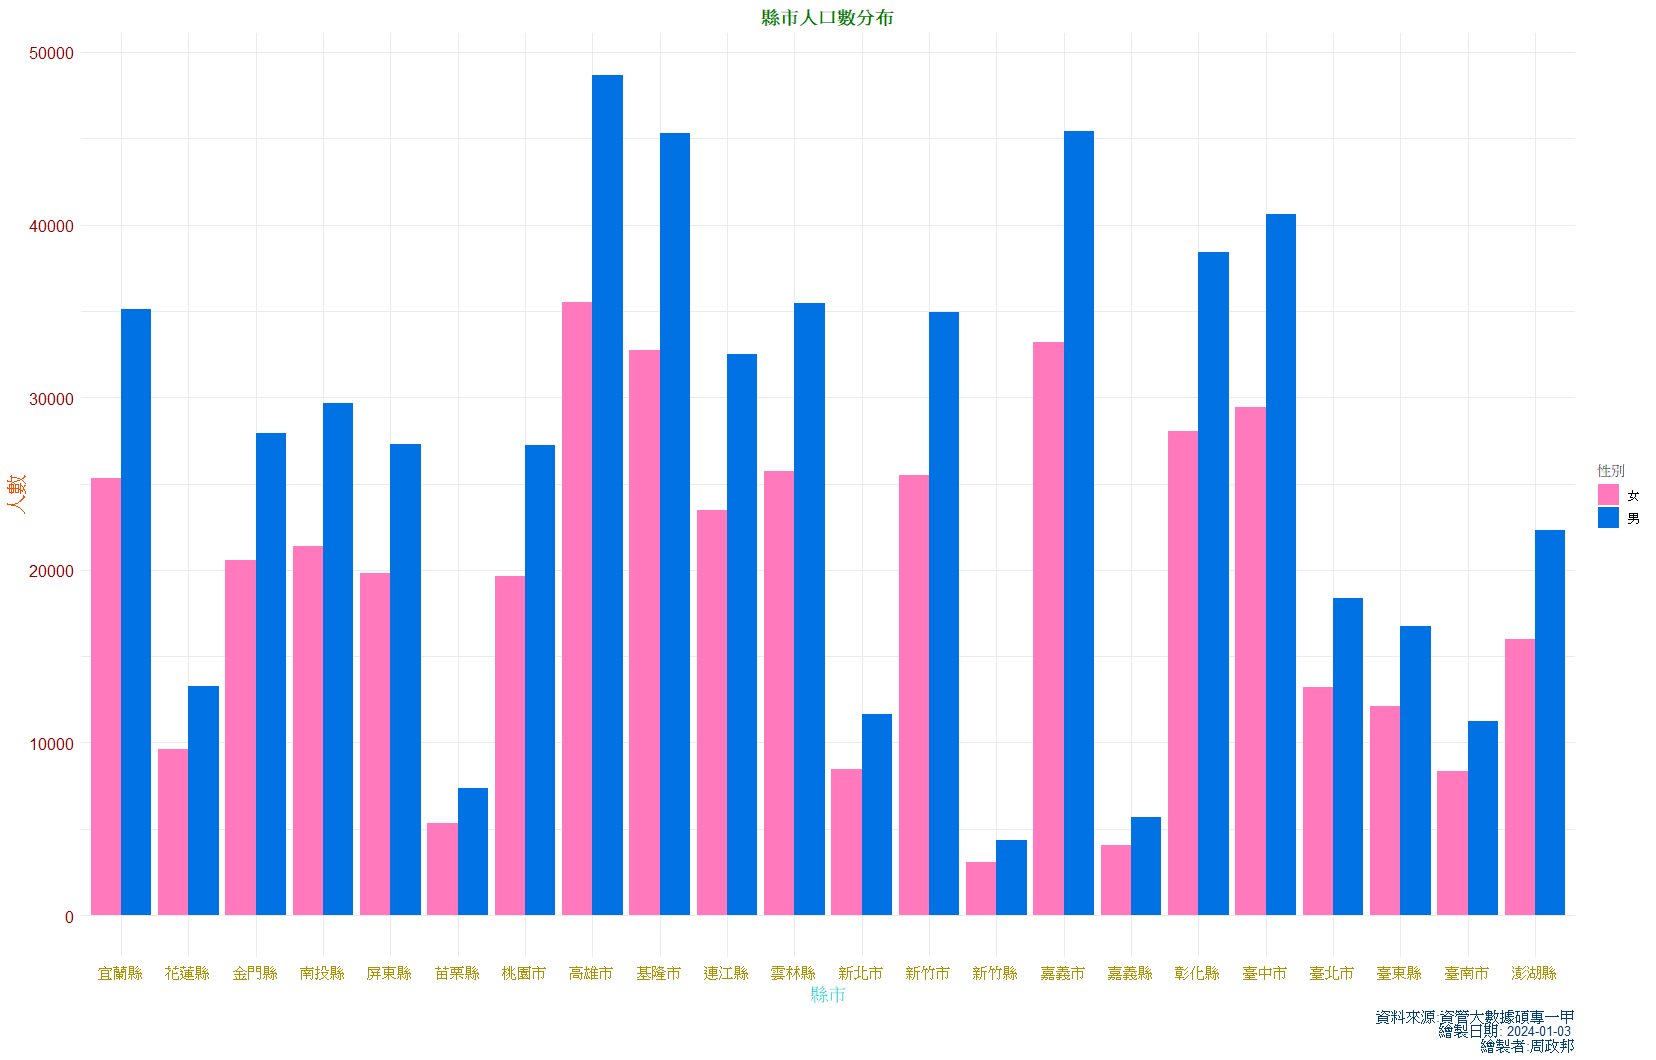 縣市人口數分布
50000
40000
30000
20000
10000
0
人數
宜蘭縣 花蓮縣 金門縣 南投縣 屏東縣 苗栗縣 桃園市 高雄市 基隆市 連江縣 雲林縣 新北市 新竹市 新竹縣 嘉義市 嘉義縣 彰化縣 臺中市 臺北市 臺東縣 臺南市 澎湖縣
縣市
性別
女
男
資料來源:資管大數據碩專一甲
繪製日期: 2024-01-03
繪製者:周政邦